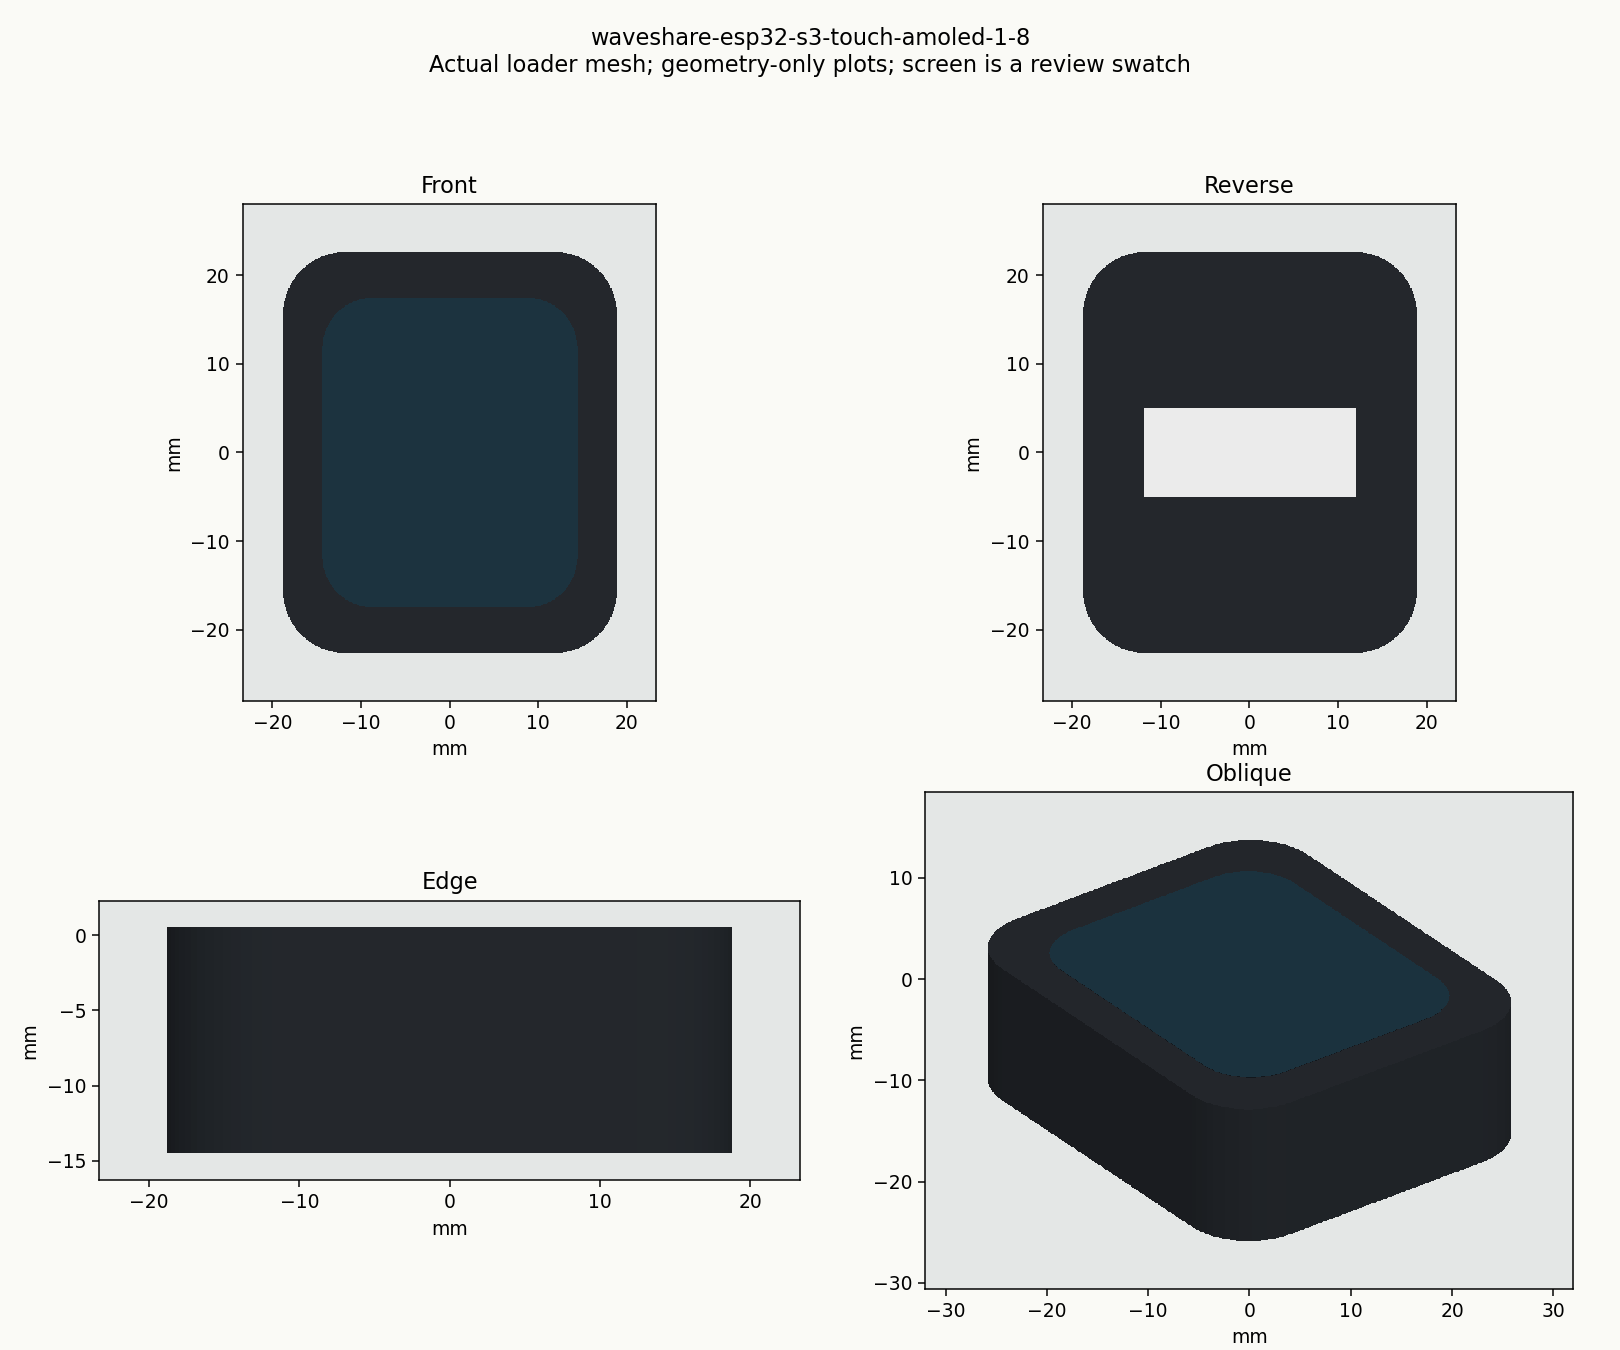 waveshare-esp32-s3-touch-amoled-1-8
Actual loader mesh; geometry-only plots; screen is a review swatch
Front
20
10
0
−10
−20
mm
−20 −10 0 10 20
mm
Reverse
20
10
0
−10
−20
mm
−20 −10 0 10 20
mm
Edge
0
−5
−10
−15
mm
−20 −10 0 10 20
mm
Oblique
10
0
−10
−20
−30
mm
−30 −20 −10 0 10 20 30
mm